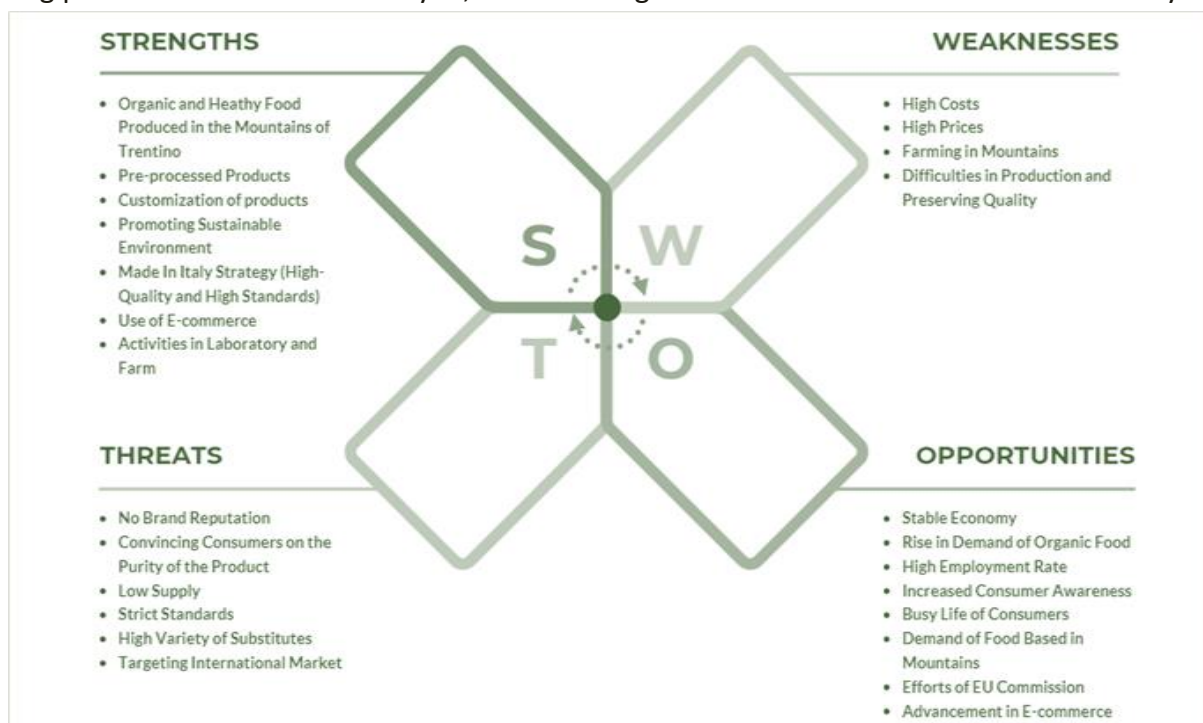 STRENGTHS
• Organic and Heathy Food
Produced in the Mountains of
Trentino
• Pre-processed Products
• Customization of products
• Promoting Sustainable
Environment
• Made In Italy Strategy (High-
Quality and High Standards)
• Use of E-commerce
• Activities in Laboratory and
Farm
WEAKNESSES
• High Costs
• High Prices
• Farming in Mountains
• Difficulties in Production and
Preserving Quality
S W
T O
THREATS
• No Brand Reputation
• Convincing Consumers on the
Purity of the Product
• Low Supply
• Strict Standards
• High Variety of Substitutes
• Targeting International Market
OPPORTUNITIES
• Stable Economy
• Rise in Demand of Organic Food
• High Employment Rate
• Increased Consumer Awareness
• Busy Life of Consumers
• Demand of Food Based in
Mountains
• Efforts of EU Commission
• Advancement in E-commerce